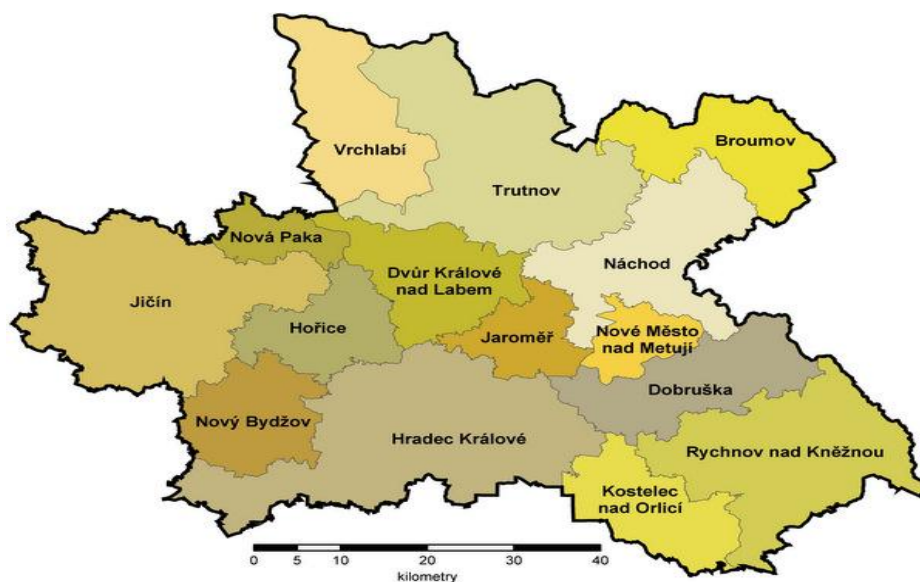 Broumov
Vrchlabí
Trutnov
Nová Paka
Náchod
Dvůr Králové
nad Labem
Jičín
Hořice
Jaroměř
Nové Město
nad Metují
Dobruška
Nový Bydžov
Hradec Králové
Rychnov nad Kněžnou
Kostelec
nad Orlicí
0 5 10 20 30 40
kilometry